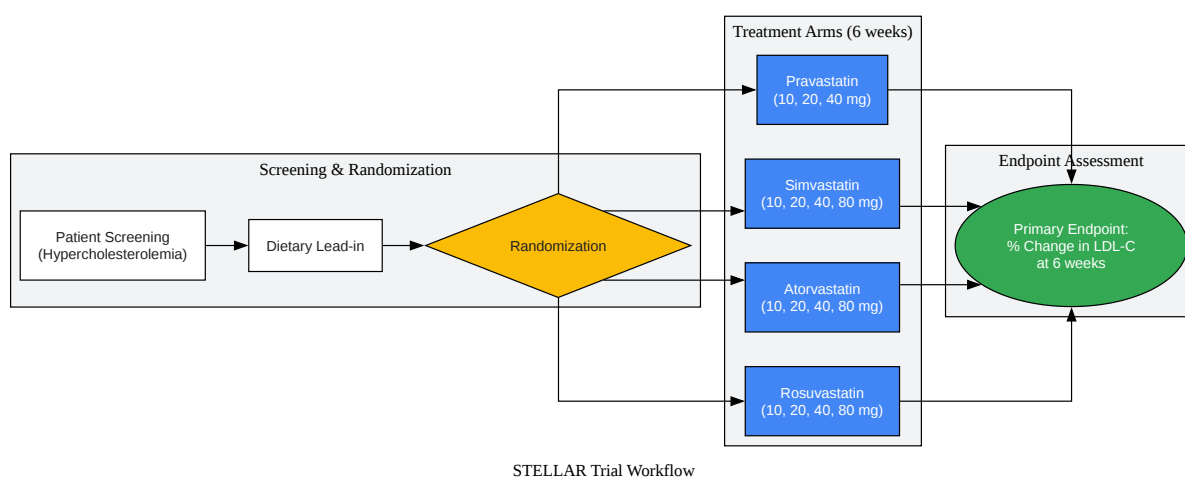 Treatment Arms (6 weeks)
Pravastatin
(10, 20, 40 mg)
Screening & Randomization
Endpoint Assessment
Patient Screening
(Hypercholesterolemia)
Dietary Lead-in
Randomization
Simvastatin
(10, 20, 40, 80 mg)
Primary Endpoint:
% Change in LDL-C
at 6 weeks
Atorvastatin
(10, 20, 40, 80 mg)
Rosuvastatin
(10, 20, 40, 80 mg)
STELLAR Trial Workflow